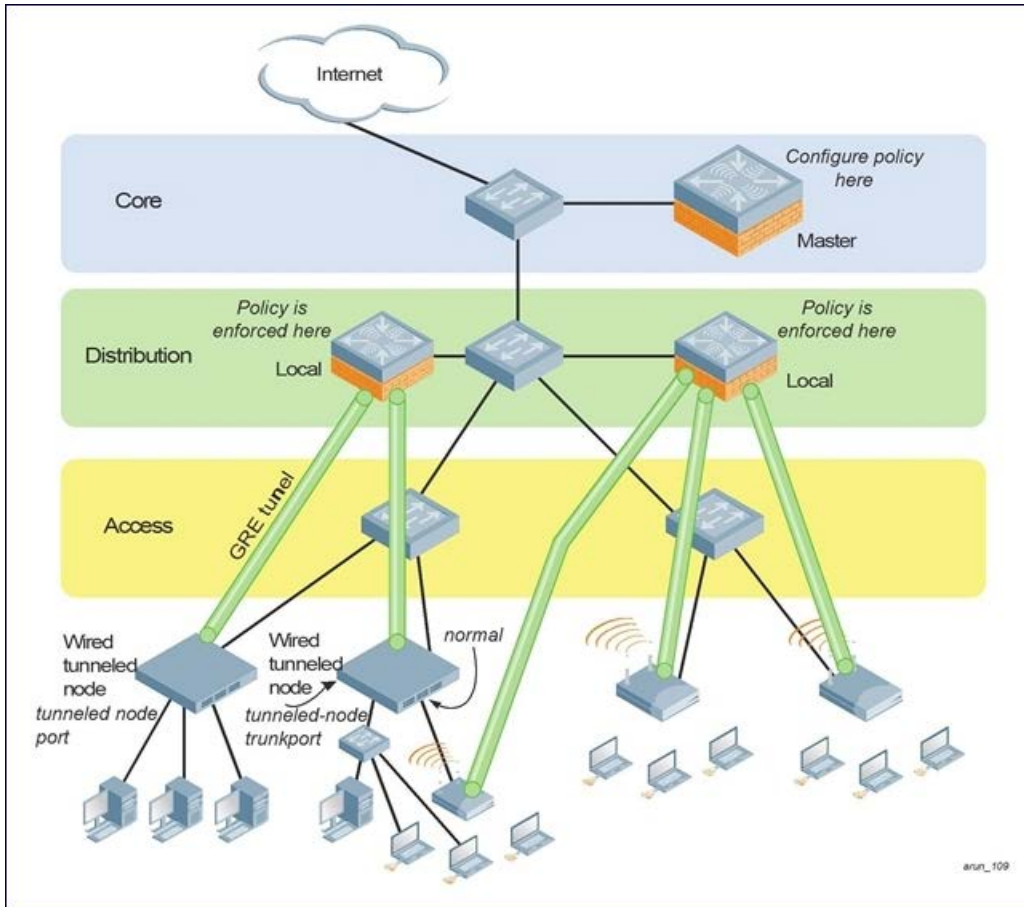 Internet
Core
Configure policy
here
Master
Policy is
enforced here
Policy is
enforced here
Distribution
Local
Local
Access
GRE tunnel
Wired
tunneled
node
tunneled node
port
Wired
tunneled
node
tunneled-node
trunkport
normal
arun_109